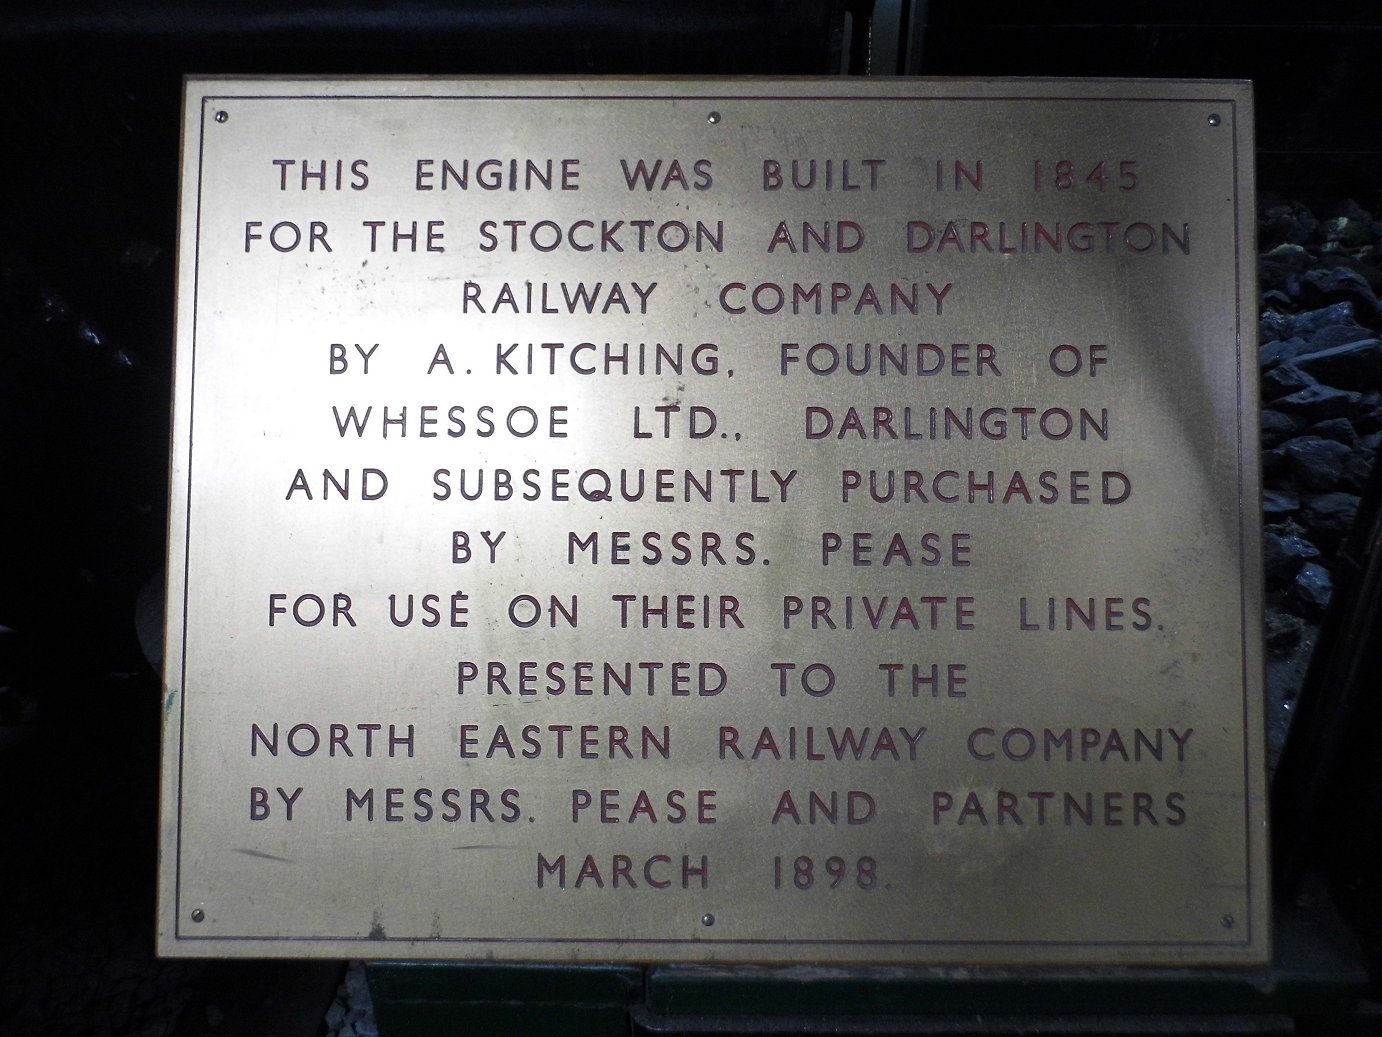 THIS ENGINE WAS BUILT IN 1845
FOR THE STOCKTON AND DARLINGTON
RAILWAY COMPANY
BY A. KITCHING, FOUNDER OF
WHESSOE LTD., DARLINGTON
AND SUBSEQUENTLY PURCHASED
BY MESSRS. PEASE
FOR USE ON THEIR PRIVATE LINES.
PRESENTED TO THE
NORTH EASTERN RAILWAY COMPANY
BY MESSRS. PEASE AND PARTNERS
MARCH 1898.